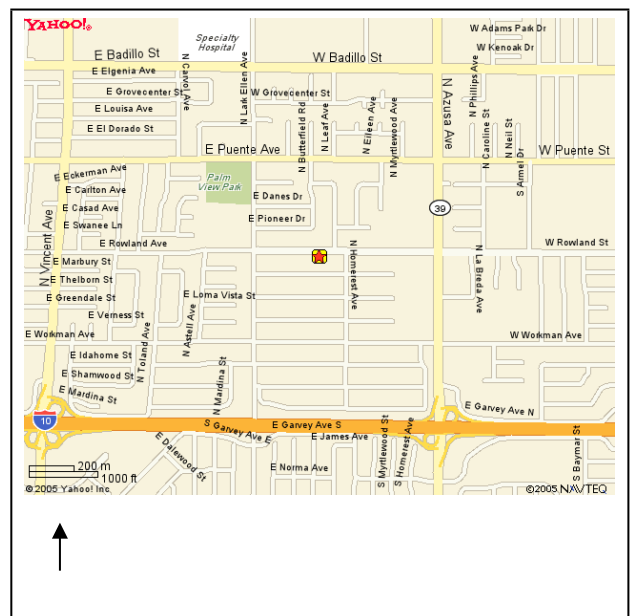 YAHOO!®
Specialty
Hospital
W Adams Park Dr
W Kenoak Dr
E Badillo St
W Badillo St
E Elgenia Ave
E Grovecenter St
W Grovecenter St
E Louisa Ave
E El Dorado St
N Calvol Ave
N Lark Ellen Ave
N Butterfield Rd
N Leaf Ave
N Eileen Ave
N Myrtlewood Ave
N Azusa Ave
N Phillips Ave
N Caroline St
N Neil St
S Armel Dr
E Puente Ave
W Puente St
E Eckerman Ave
Palm
View Park
E Carlton Ave
E Danes Dr
E Casad Ave
39
E Pioneer Dr
E Swanee Ln
E Rowland Ave
W Rowland St
N Vincent Ave
E Marbury St
N Homerest Ave
N La Breda Ave
E Thelborn St
E Greendale St
E Loma Vista St
E Verness St
E Workman Ave
W Workman Ave
N Toland Ave
N Astell Ave
E Idahome St
E Shamwood St
N Mardina St
E Mardina St
E Garvey Ave N
10
S Garvey Ave E
E Garvey Ave S
E James Ave
E Dalewood St
E Norma Ave
S Myrtlewood St
S Homerest Ave
S Baymar St
200 m
1000 ft
©2005 Yahoo! Inc
©2005 NAVTEQ